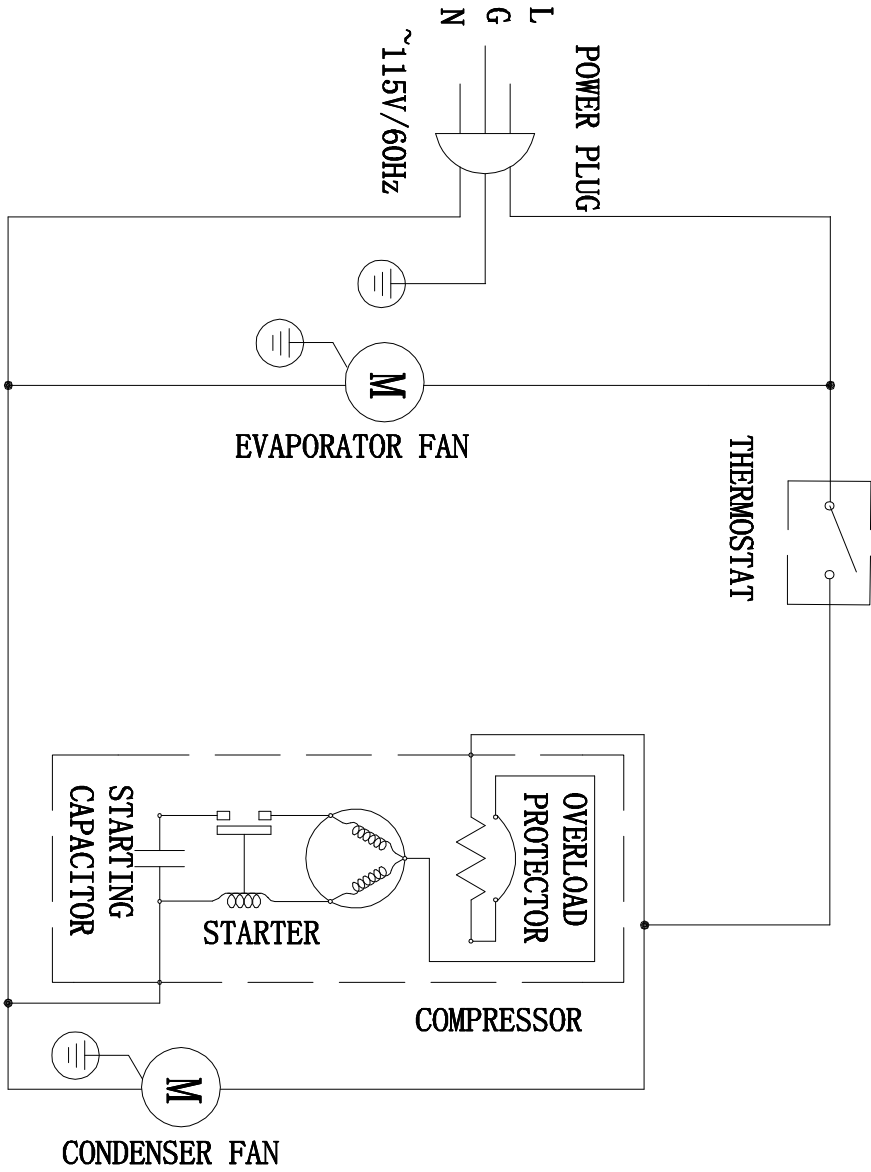 L
G
N
POWER PLUG
~115V/60Hz
M
EVAPORATOR FAN
THERMOSTAT
OVERLOAD
PROTECTOR
STARTING
CAPACITOR
STARTER
COMPRESSOR
M
CONDENSER FAN